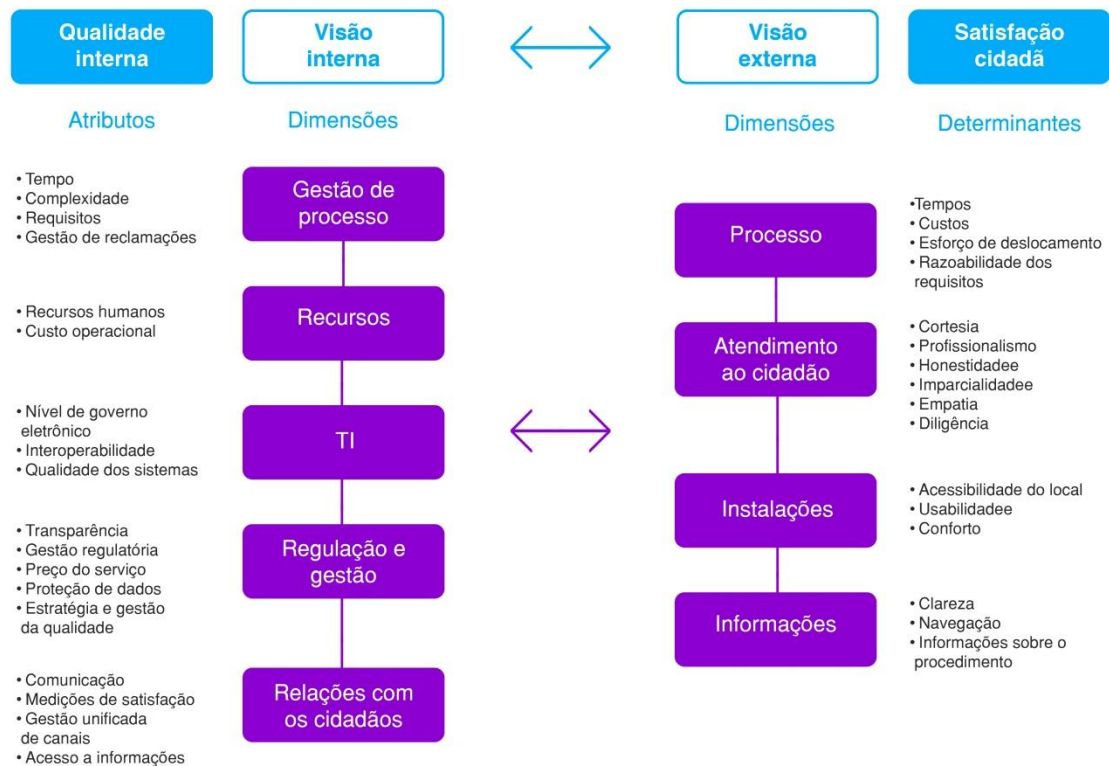 Qualidade
interna
Visão
interna
Visão
externa
Satisfação
cidadã
Atributos
Dimensões
Dimensões
Determinantes
• Tempo
• Complexidade
• Requisitos
• Gestão de reclamações
Gestão de
processo
• Recursos humanos
• Custo operacional
Recursos
• Nível de governo
eletrônico
• Interoperabilidade
• Qualidade dos sistemas
TI
• Transparência
• Gestão regulatória
• Preço do serviço
• Proteção de dados
• Estratégia e gestão
da qualidade
Regulação e
gestão
• Comunicação
• Medições de satisfação
• Gestão unificada
de canais
• Acesso a informações
Relações com
os cidadãos
Processo
•Tempos
• Custos
• Esforço de deslocamento
• Razoabilidade dos
requisitos
Atendimento
ao cidadão
• Cortesia
• Profissionalismo
• Honestidadee
• Imparcialidadee
• Empatia
• Diligência
Instalações
• Acessibilidade do local
• Usabilidadee
• Conforto
Informações
• Clareza
• Navegação
• Informações sobre o
procedimento